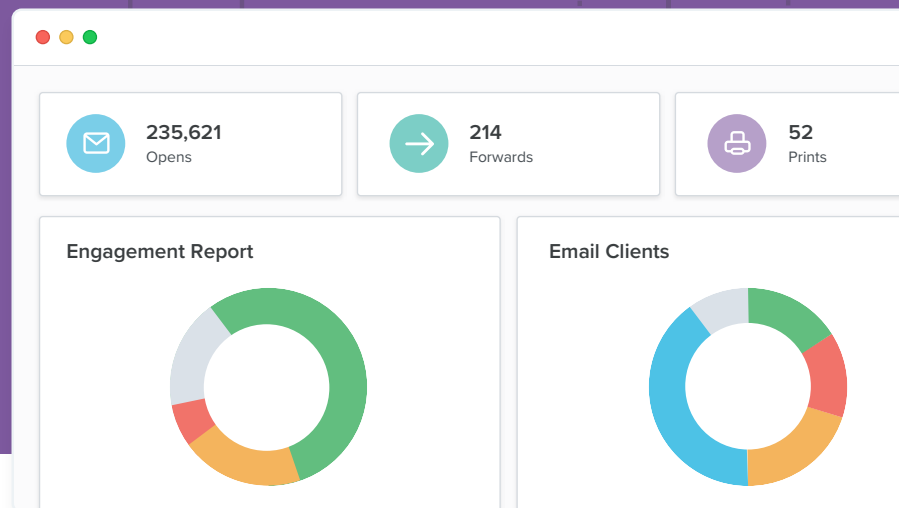 235,621
Opens
214
Forwards
52
Prints
Engagement Report
Email Clients